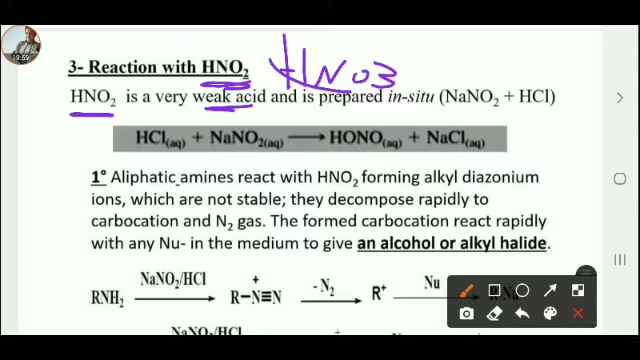 3- Reaction with HNO₂ HNO3
HNO₂ is a very weak acid and is prepared in-situ (NaNO₂ + HCl)
HCl(aq) + NaNO₂(aq) ⟶ HONO(aq) + NaCl(aq)
1° Aliphatic amines react with HNO₂ forming alkyl diazonium
ions, which are not stable; they decompose rapidly to
carbocation and N₂ gas. The formed carbocation react rapidly
with any Nu- in the medium to give an alcohol or alkyl halide.
NaNO₂/HCl + - N₂ Nu
RNH₂ R–N≡N R⁺
NaNO₂/HCl +